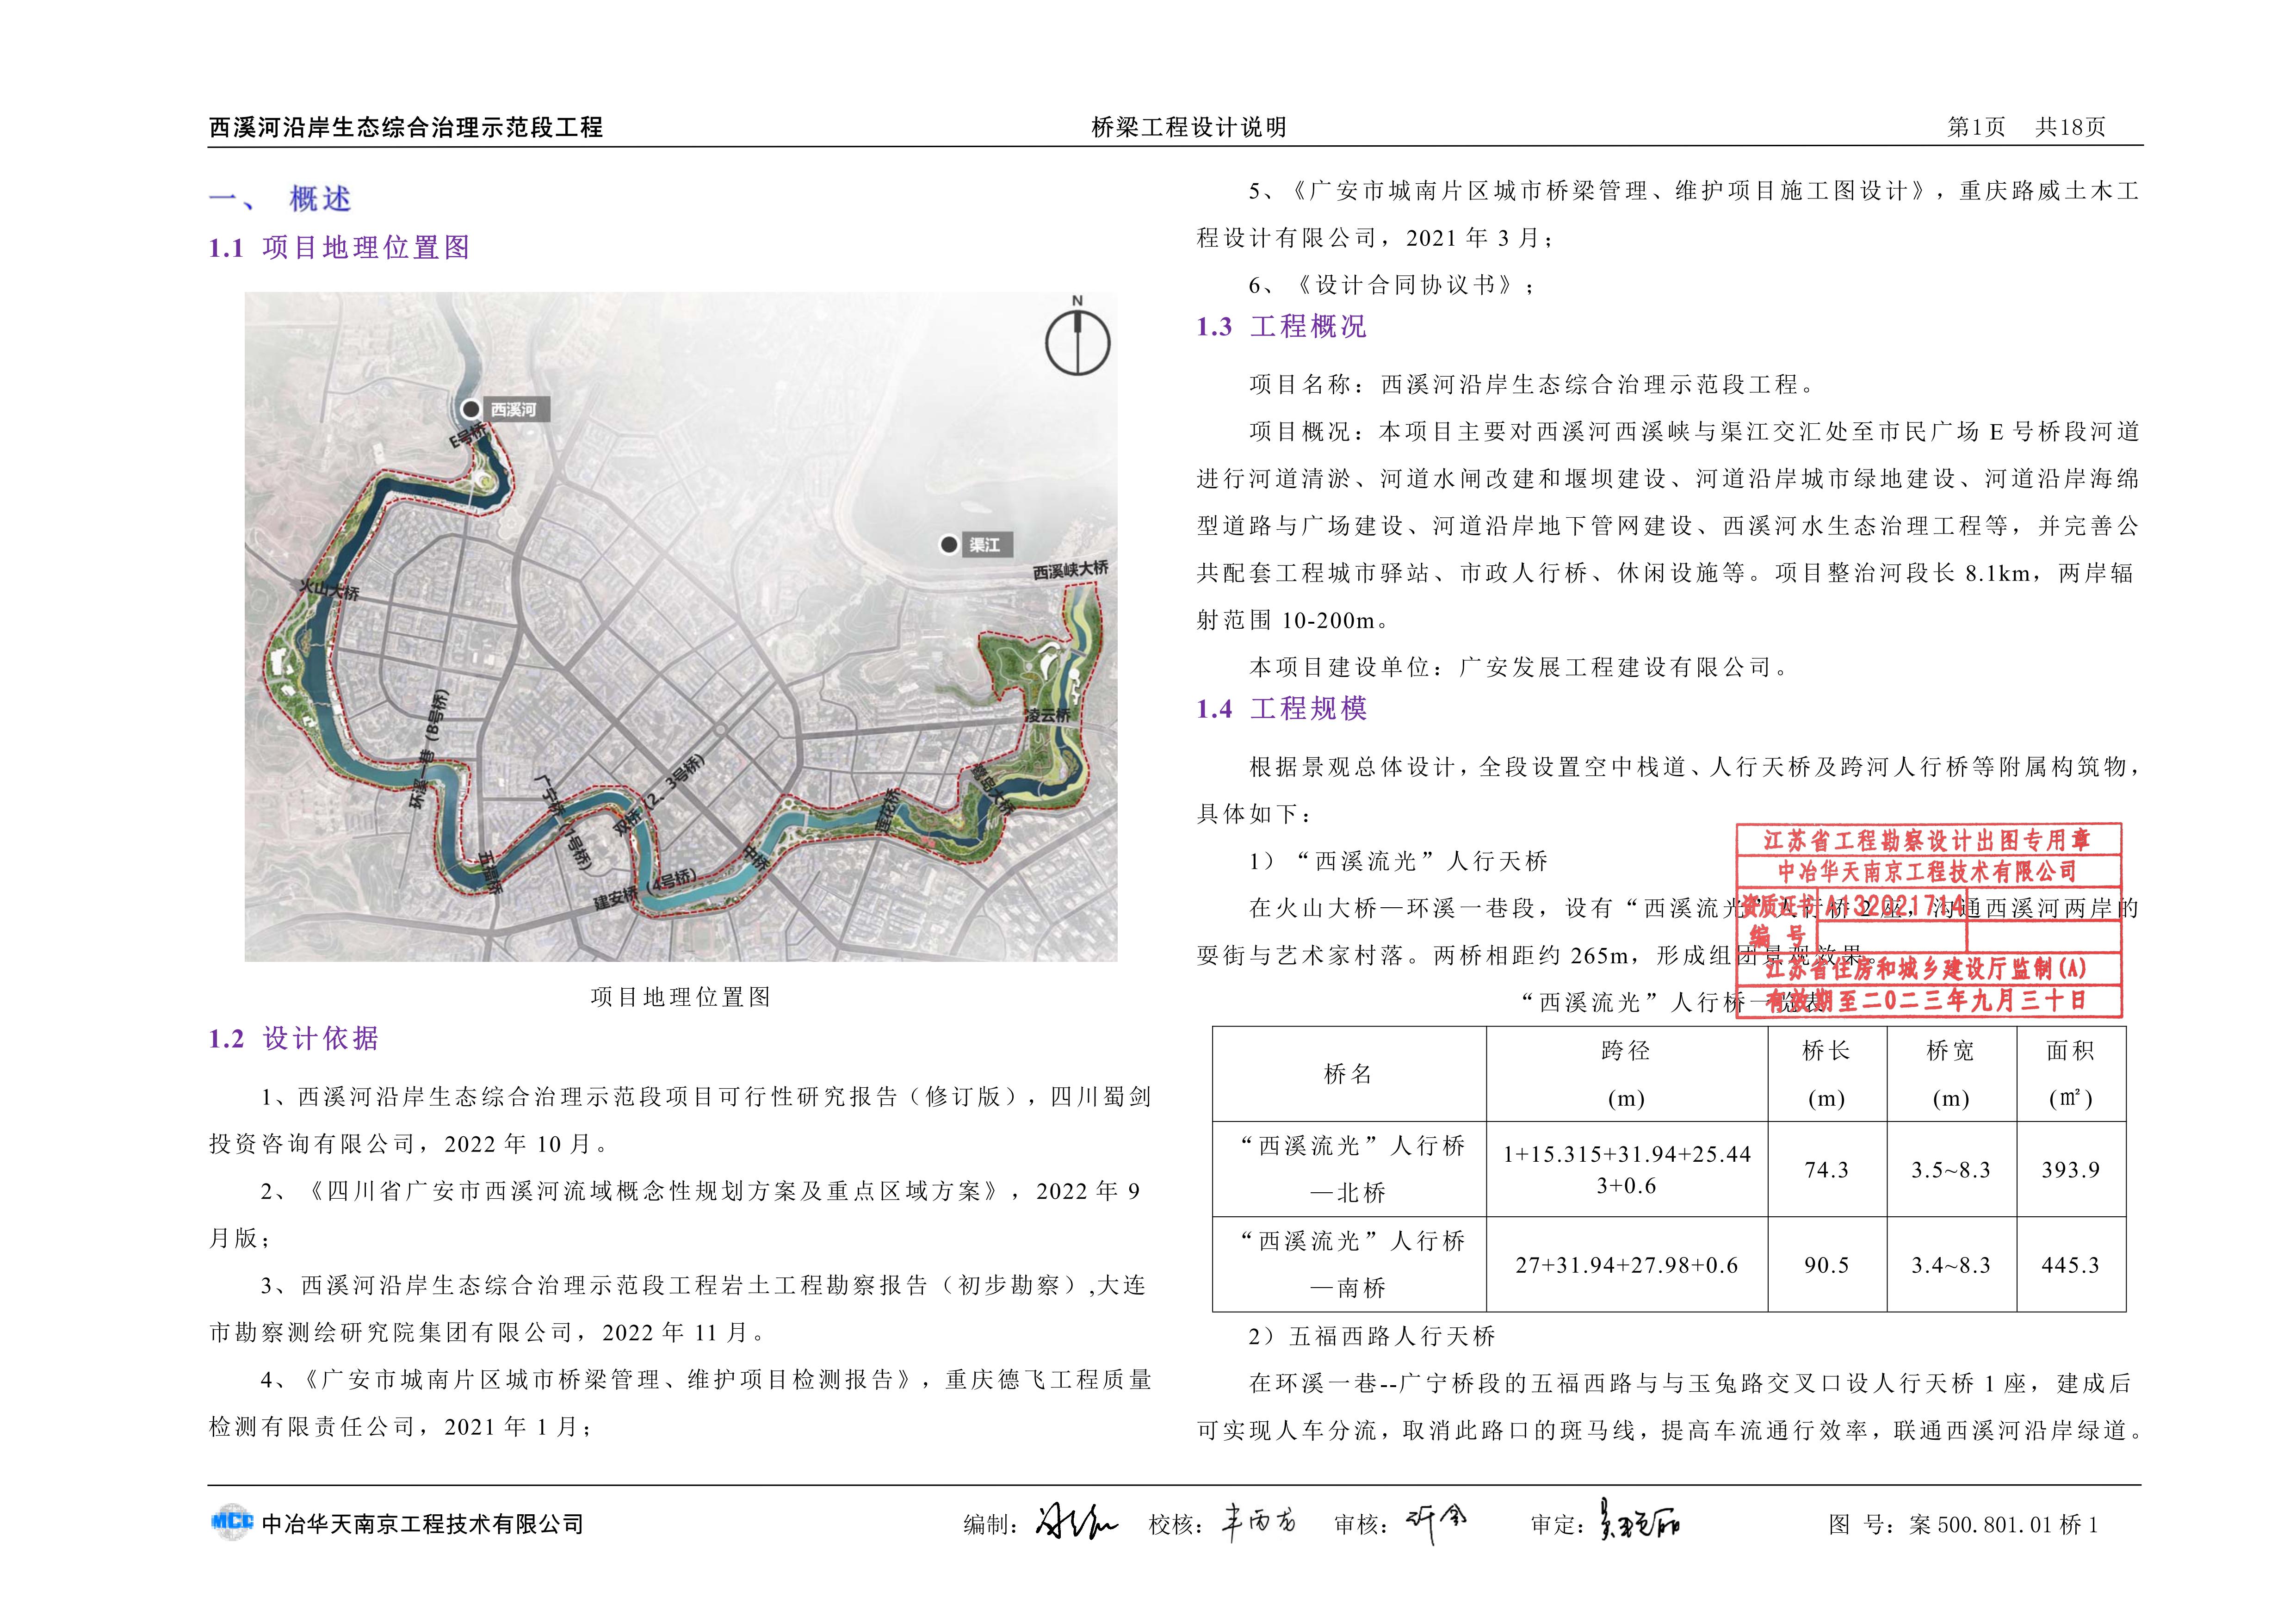 西溪河沿岸生态综合治理示范段工程
桥梁工程设计说明
第1页 共18页
一、 概述
1.1 项目地理位置图
N
西溪河
E号桥
渠江
西溪峡大桥
火山大桥
凌云桥
环溪一巷（B号桥）
广宁桥（1号桥）
双桥（2、3号桥）
莲花桥
五福桥
中桥
建安桥（4号桥）
项目地理位置图
1.2 设计依据
1、西溪河沿岸生态综合治理示范段项目可行性研究报告（修订版），四川蜀剑
投资咨询有限公司，2022 年 10 月。
2、《四川省广安市西溪河流域概念性规划方案及重点区域方案》，2022 年 9
月版；
3、西溪河沿岸生态综合治理示范段工程岩土工程勘察报告（初步勘察）,大连
市勘察测绘研究院集团有限公司，2022 年 11 月。
4、《广安市城南片区城市桥梁管理、维护项目检测报告》，重庆德飞工程质量
检测有限责任公司，2021 年 1 月；
5、《广安市城南片区城市桥梁管理、维护项目施工图设计》，重庆路威土木工
程设计有限公司，2021 年 3 月；
6、《设计合同协议书》；
1.3 工程概况
项目名称：西溪河沿岸生态综合治理示范段工程。
项目概况：本项目主要对西溪河西溪峡与渠江交汇处至市民广场 E 号桥段河道
进行河道清淤、河道水闸改建和堰坝建设、河道沿岸城市绿地建设、河道沿岸海绵
型道路与广场建设、河道沿岸地下管网建设、西溪河水生态治理工程等，并完善公
共配套工程城市驿站、市政人行桥、休闲设施等。项目整治河段长 8.1km，两岸辐
射范围 10-200m。
本项目建设单位：广安发展工程建设有限公司。
1.4 工程规模
根据景观总体设计，全段设置空中栈道、人行天桥及跨河人行桥等附属构筑物，
具体如下：
1）“西溪流光”人行天桥
在火山大桥—环溪一巷段，设有“西溪流光”人行桥 2 座，沟通西溪河两岸的
耍街与艺术家村落。两桥相距约 265m，形成组团景观效果。
“西溪流光”人行桥一览表
江苏省工程勘察设计出图专用章
中冶华天南京工程技术有限公司
资质证书 A132021714
编 号
江苏省住房和城乡建设厅监制(A)
有效期至二0二三年九月三十日
桥名 跨径 (m) 桥长 (m) 桥宽 (m) 面积 (㎡)
“西溪流光”人行桥—北桥 1+15.315+31.94+25.443+0.6 74.3 3.5~8.3 393.9
“西溪流光”人行桥—南桥 27+31.94+27.98+0.6 90.5 3.4~8.3 445.3
2）五福西路人行天桥
在环溪一巷--广宁桥段的五福西路与与玉兔路交叉口设人行天桥 1 座，建成后
可实现人车分流，取消此路口的斑马线，提高车流通行效率，联通西溪河沿岸绿道。
MCC 中冶华天南京工程技术有限公司
编制： 校核： 审核： 审定：
图 号：案 500.801.01 桥 1